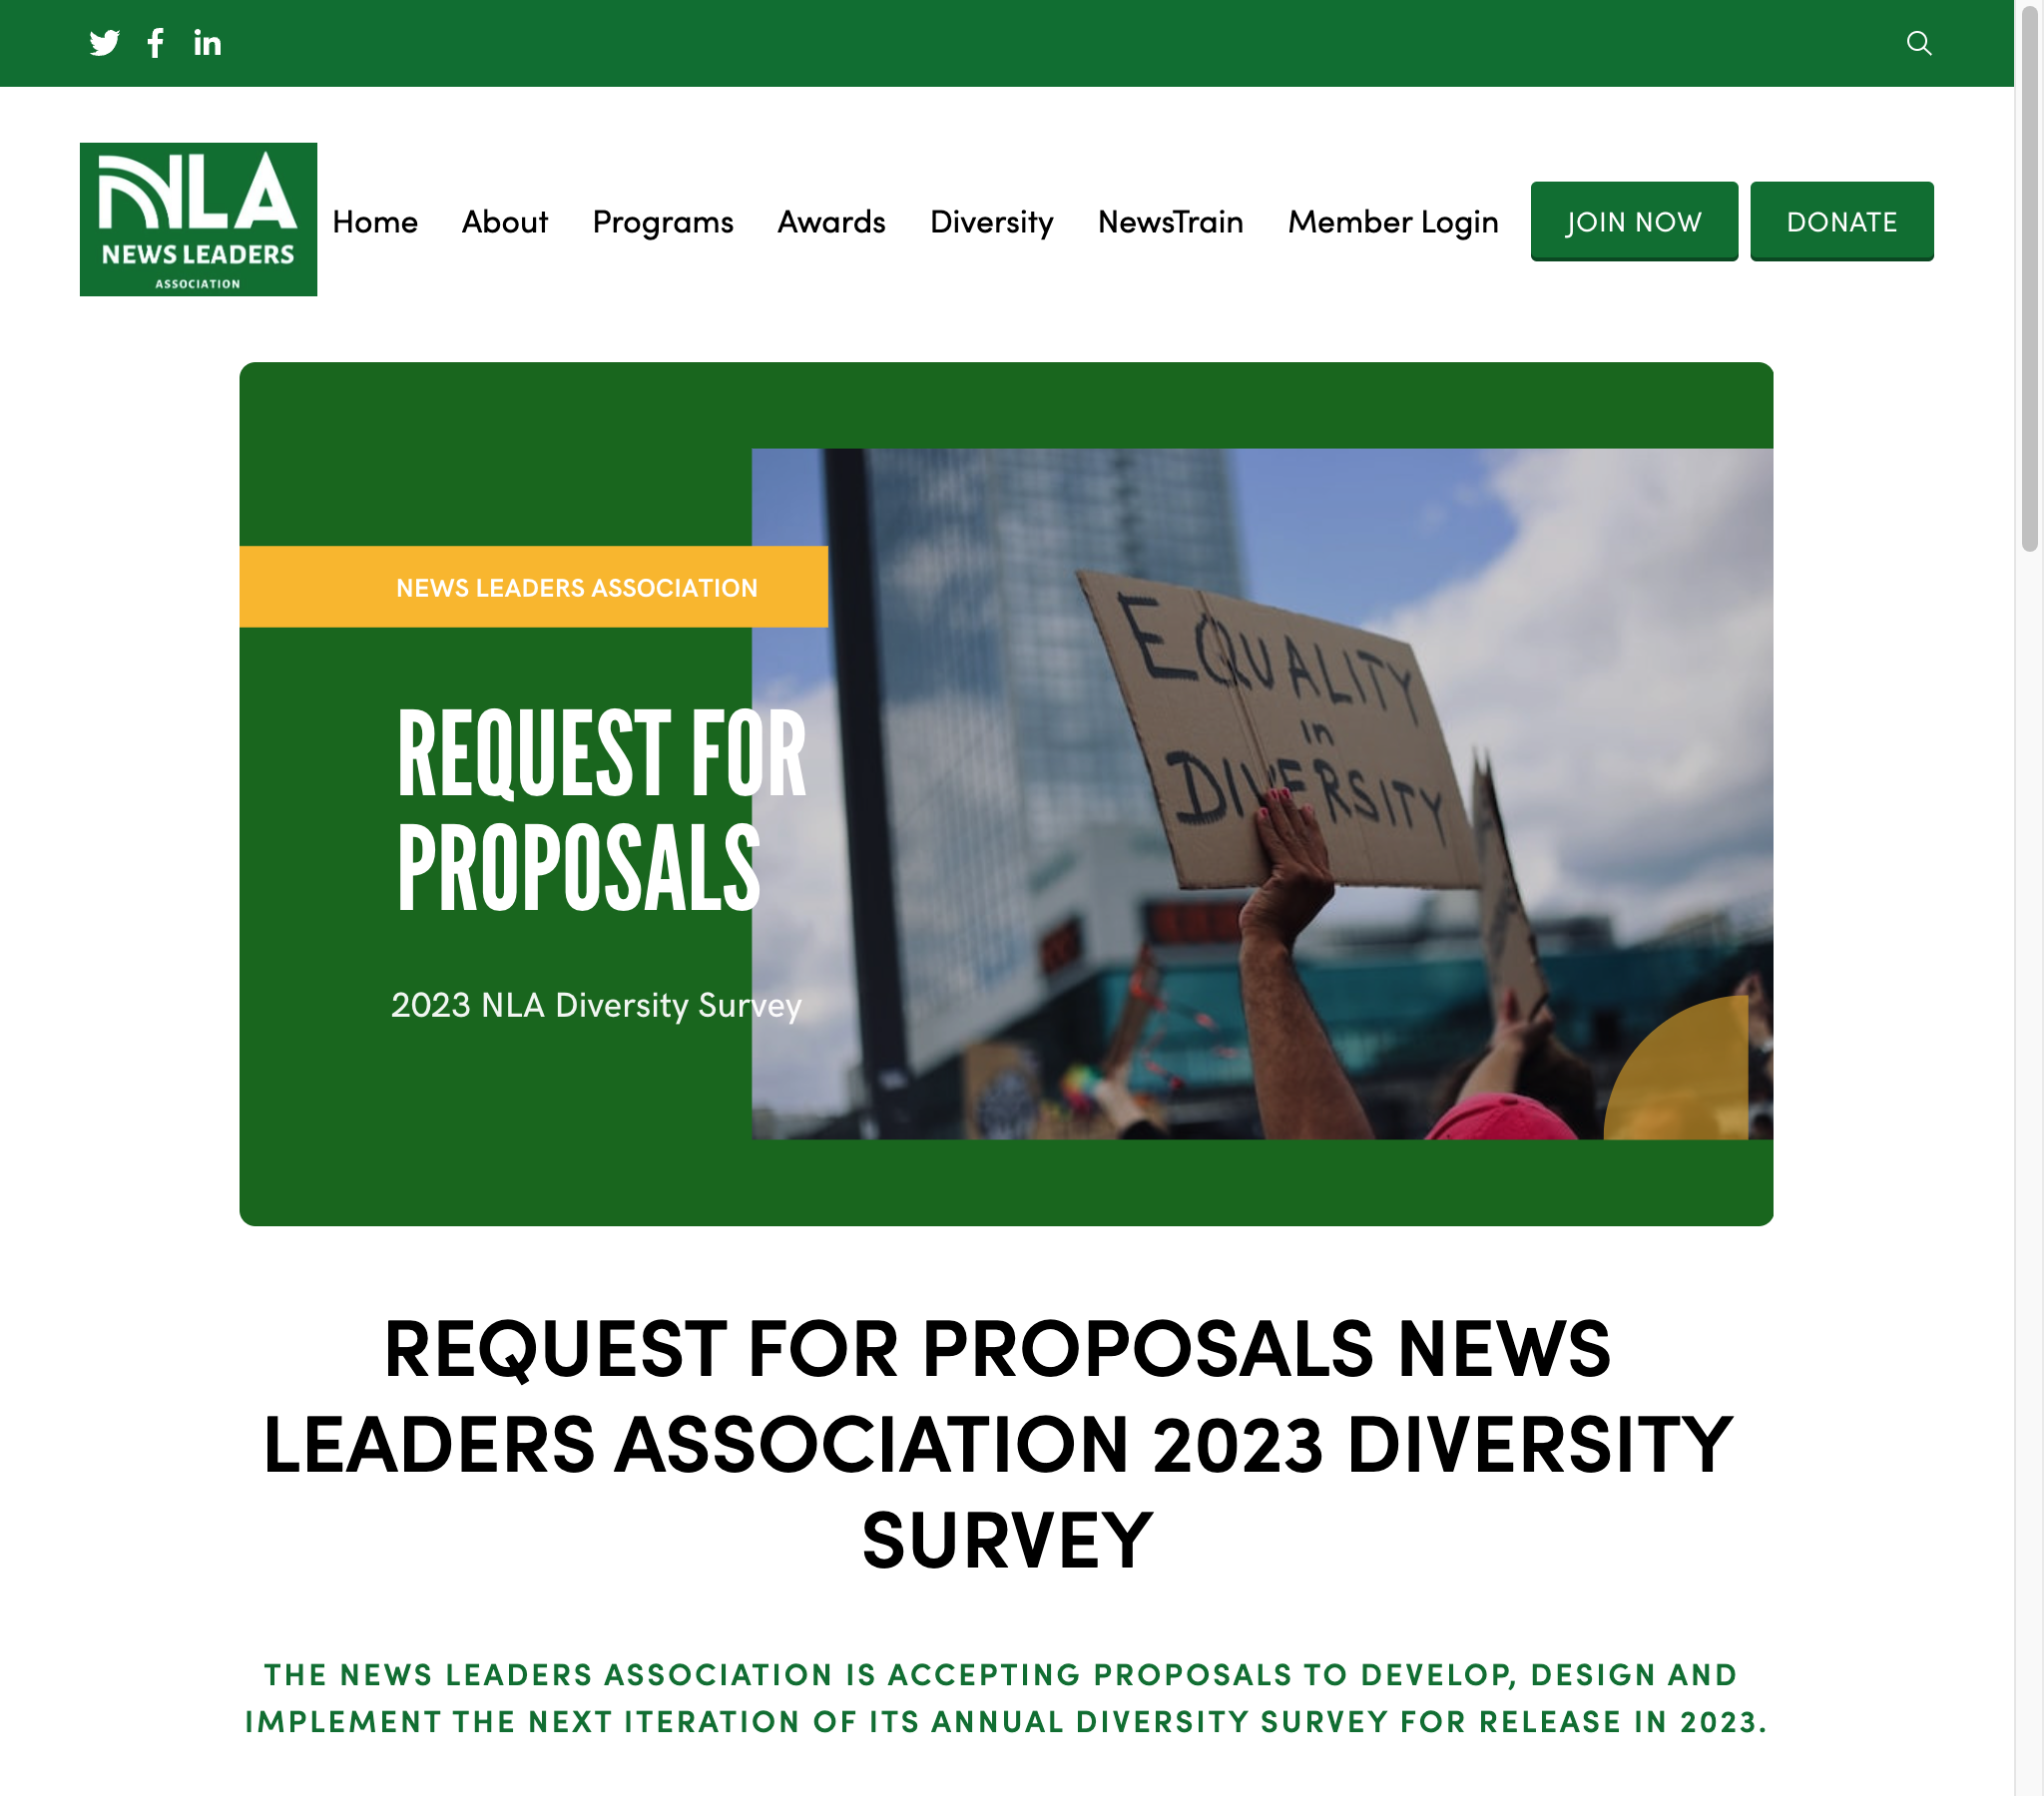 NLA
NEWS LEADERS
ASSOCIATION
Home About Programs Awards Diversity NewsTrain Member Login JOIN NOW DONATE
NEWS LEADERS ASSOCIATION
REQUEST FOR
PROPOSALS
2023 NLA Diversity Survey
EQUALITY
in
DIVERSITY
REQUEST FOR PROPOSALS NEWS
LEADERS ASSOCIATION 2023 DIVERSITY
SURVEY
THE NEWS LEADERS ASSOCIATION IS ACCEPTING PROPOSALS TO DEVELOP, DESIGN AND
IMPLEMENT THE NEXT ITERATION OF ITS ANNUAL DIVERSITY SURVEY FOR RELEASE IN 2023.